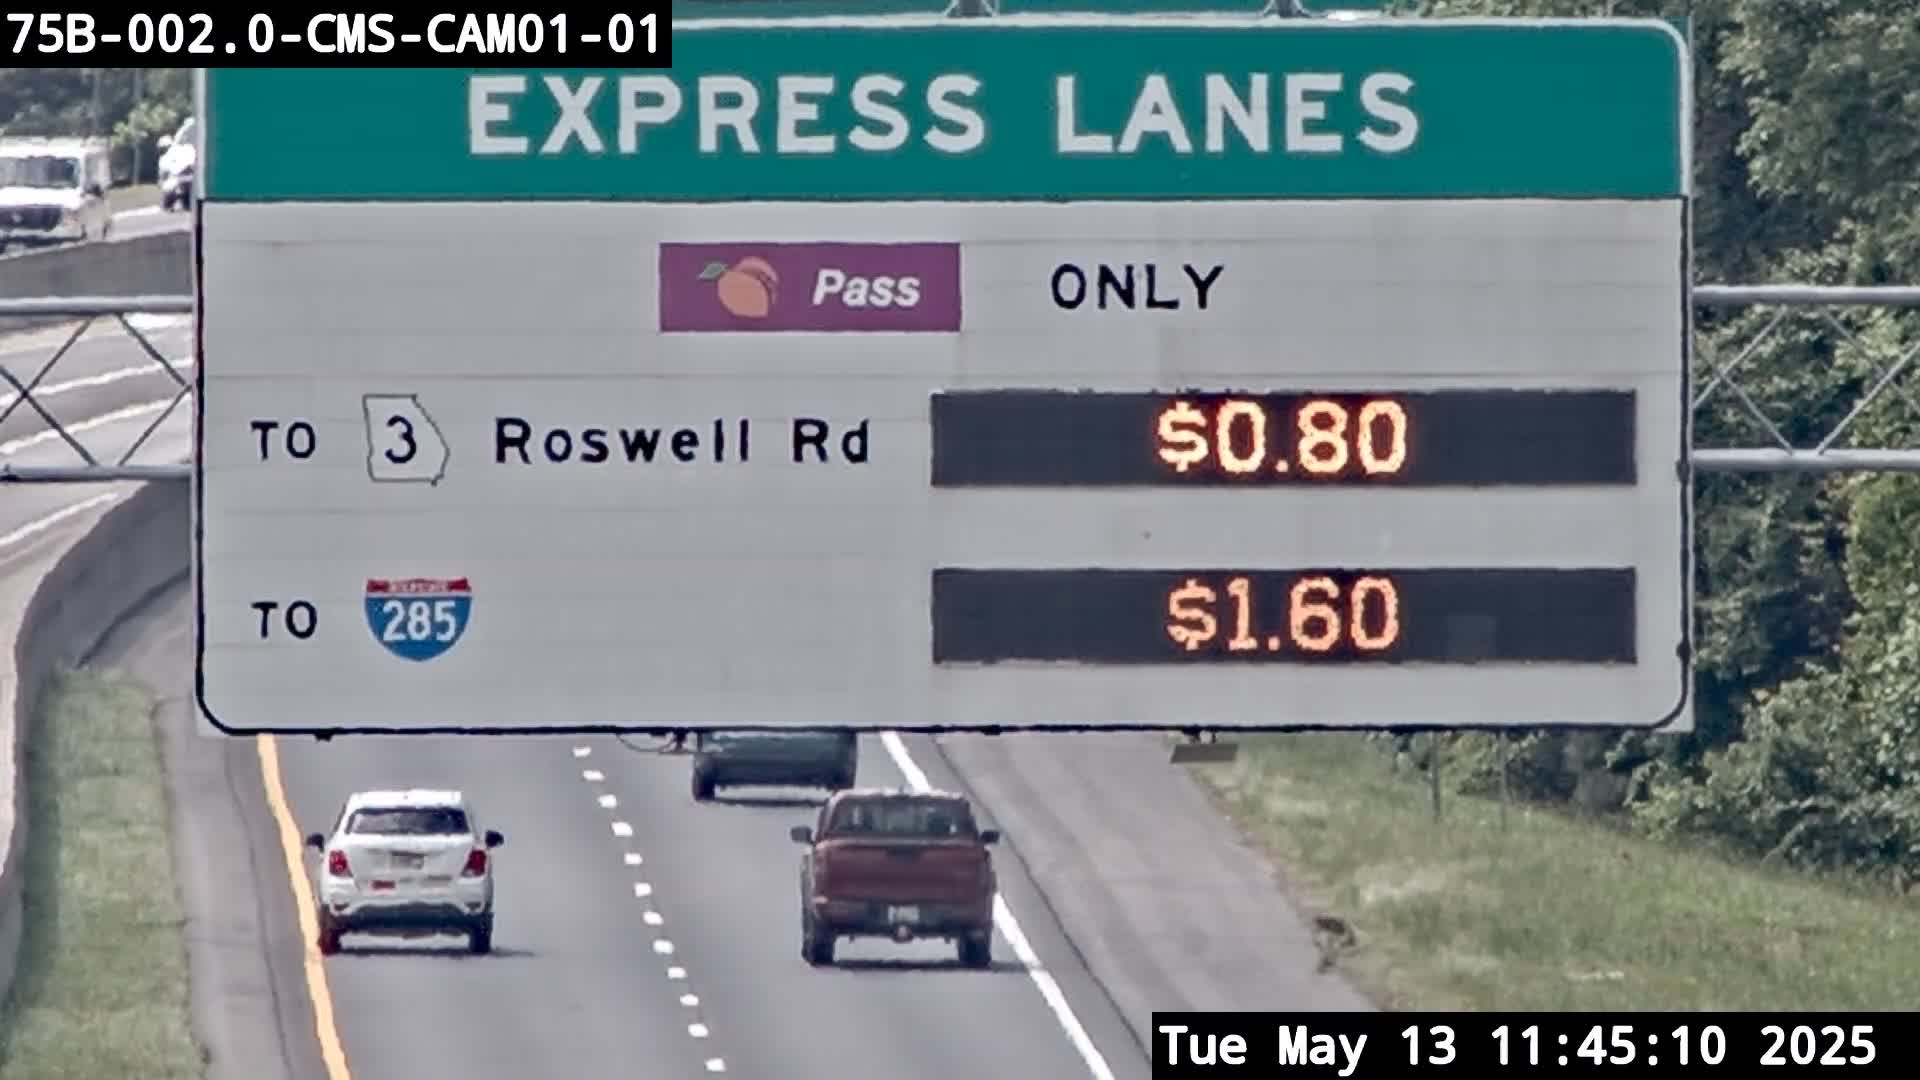 75B-002.0-CMS-CAM01-01
EXPRESS LANES
Pass ONLY
TO 3 Roswell Rd $0.80
TO 285 $1.60
Tue May 13 11:45:10 2025